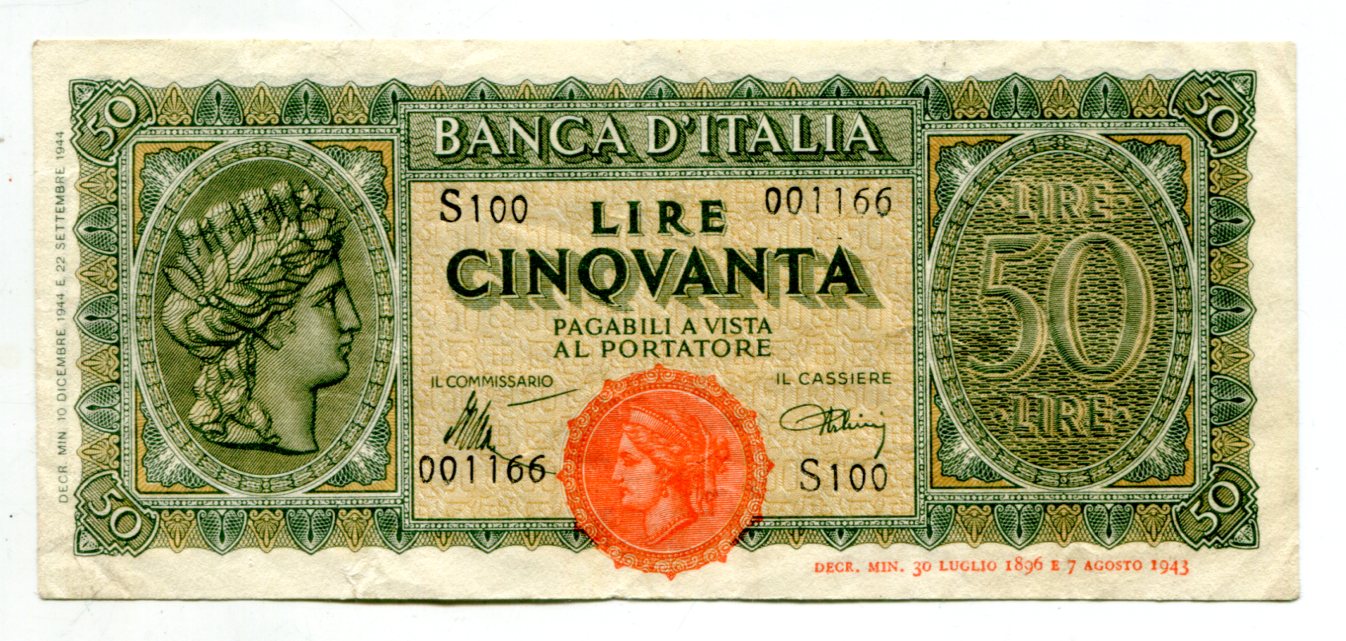 DECR. MIN. 10 DICEMBRE 1944 E 22 SETTEMBRE 1944
50
50
BANCA D'ITALIA
S100
001166
LIRE
CINQVANTA
PAGABILI A VISTA
AL PORTATORE
IL COMMISSARIO
IL CASSIERE
001166
S100
LIRE
50
LIRE
50
50
DECR. MIN. 30 LUGLIO 1896 E 7 AGOSTO 1943